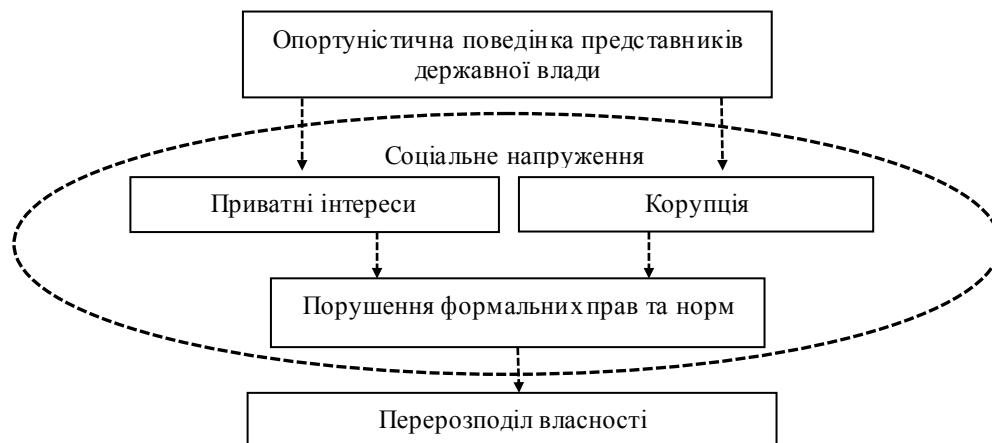 Опортуністична поведінка представників
державної влади
Соціальне напруження
Приватні інтереси
Корупція
Порушення формальних прав та норм
Перерозподіл власності